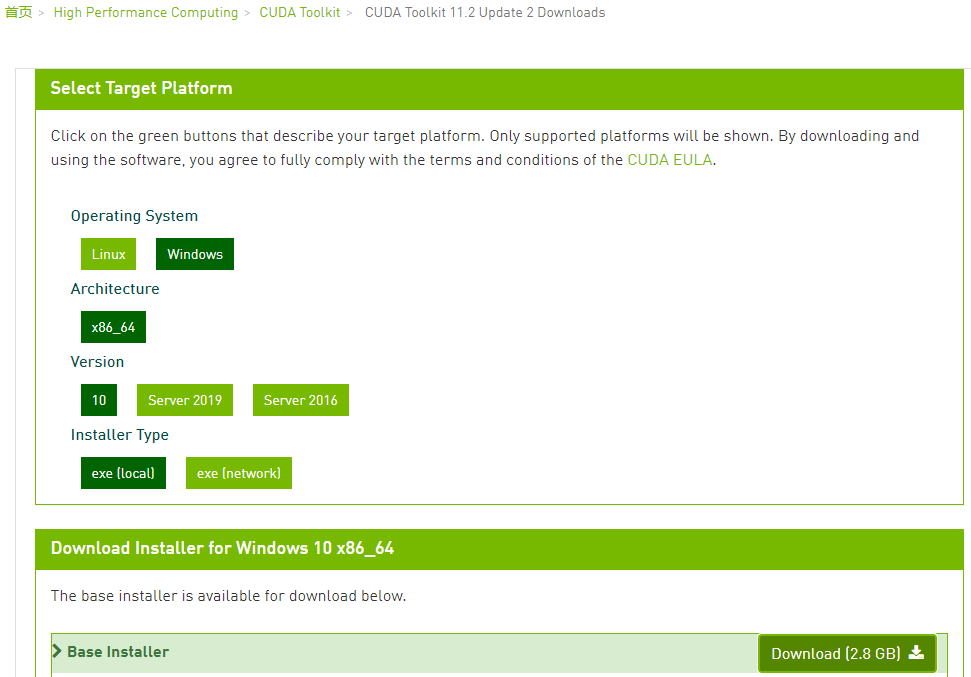 首页 > High Performance Computing > CUDA Toolkit > CUDA Toolkit 11.2 Update 2 Downloads
Select Target Platform
Click on the green buttons that describe your target platform. Only supported platforms will be shown. By downloading and
using the software, you agree to fully comply with the terms and conditions of the CUDA EULA.
Operating System
Linux Windows
Architecture
x86_64
Version
10 Server 2019 Server 2016
Installer Type
exe (local) exe (network)
Download Installer for Windows 10 x86_64
The base installer is available for download below.
Base Installer Download (2.8 GB)